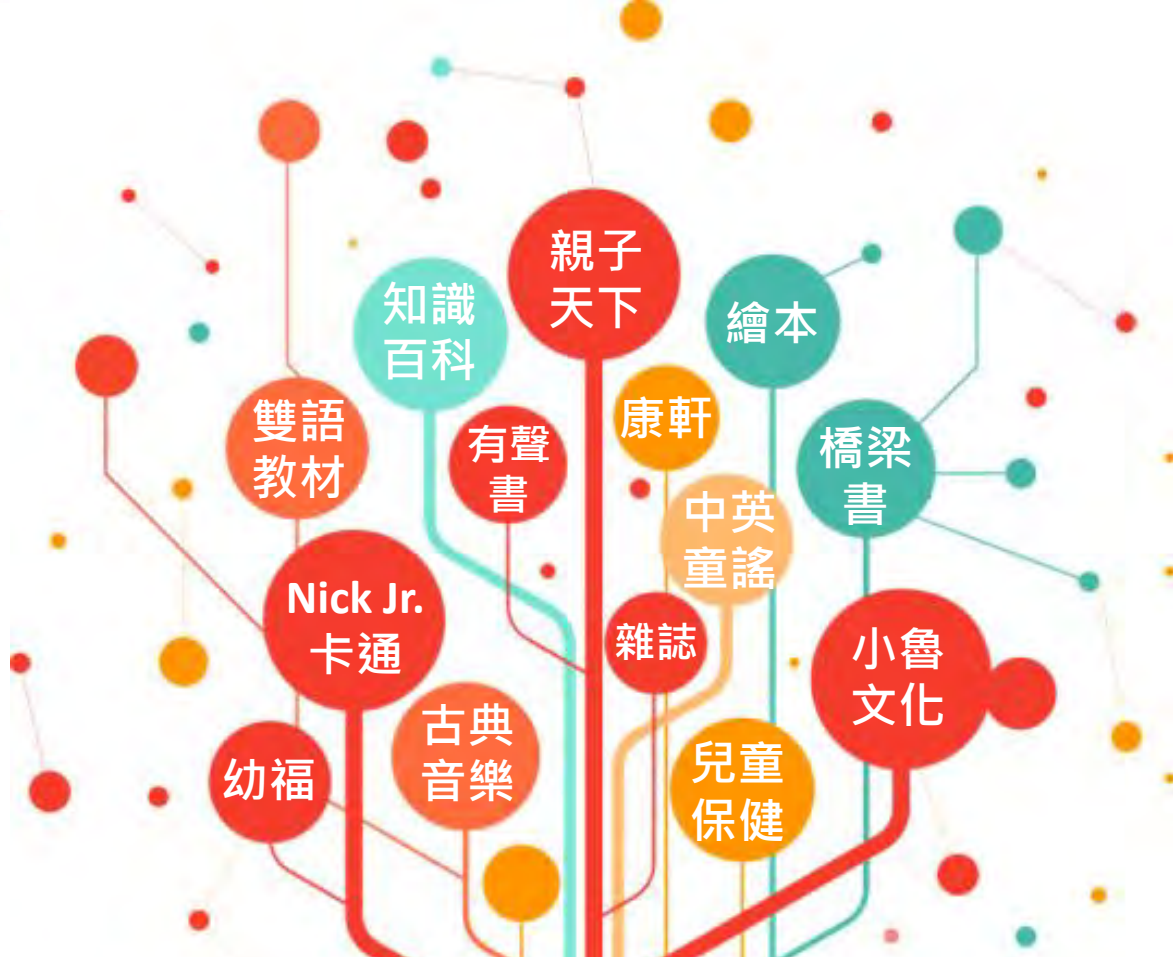 親子
天下
知識
百科
繪本
康軒
雙語
教材
有聲
書
橋梁
書
中英
童謠
Nick Jr.
卡通
雜誌
小魯
文化
古典
音樂
幼福
兒童
保健